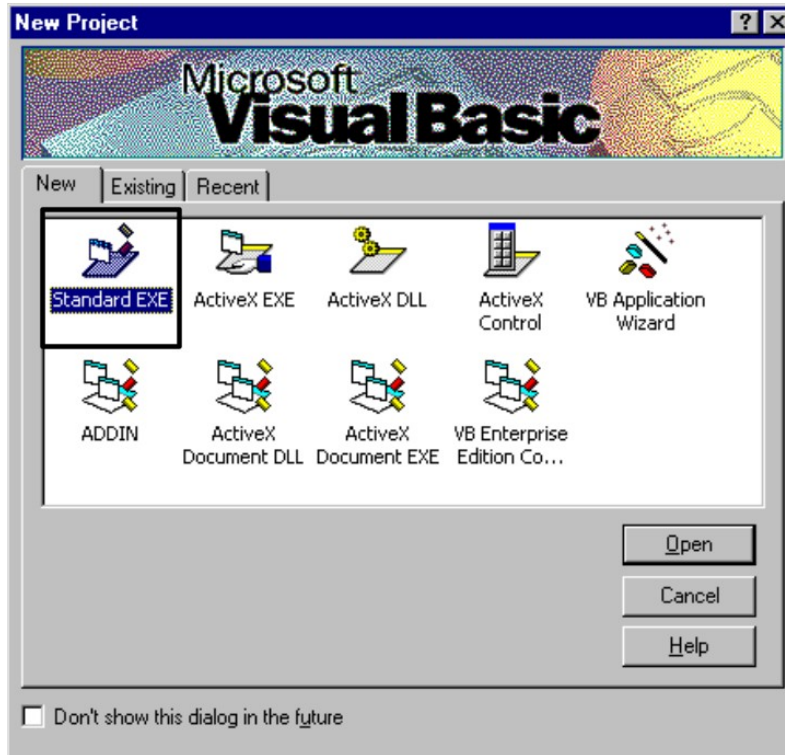 New Project
Microsoft
Visual Basic
New Existing Recent
Standard EXE ActiveX EXE ActiveX DLL ActiveX Control VB Application Wizard
ADDIN ActiveX Document DLL ActiveX Document EXE VB Enterprise Edition Co...
Open
Cancel
Help
Don't show this dialog in the future